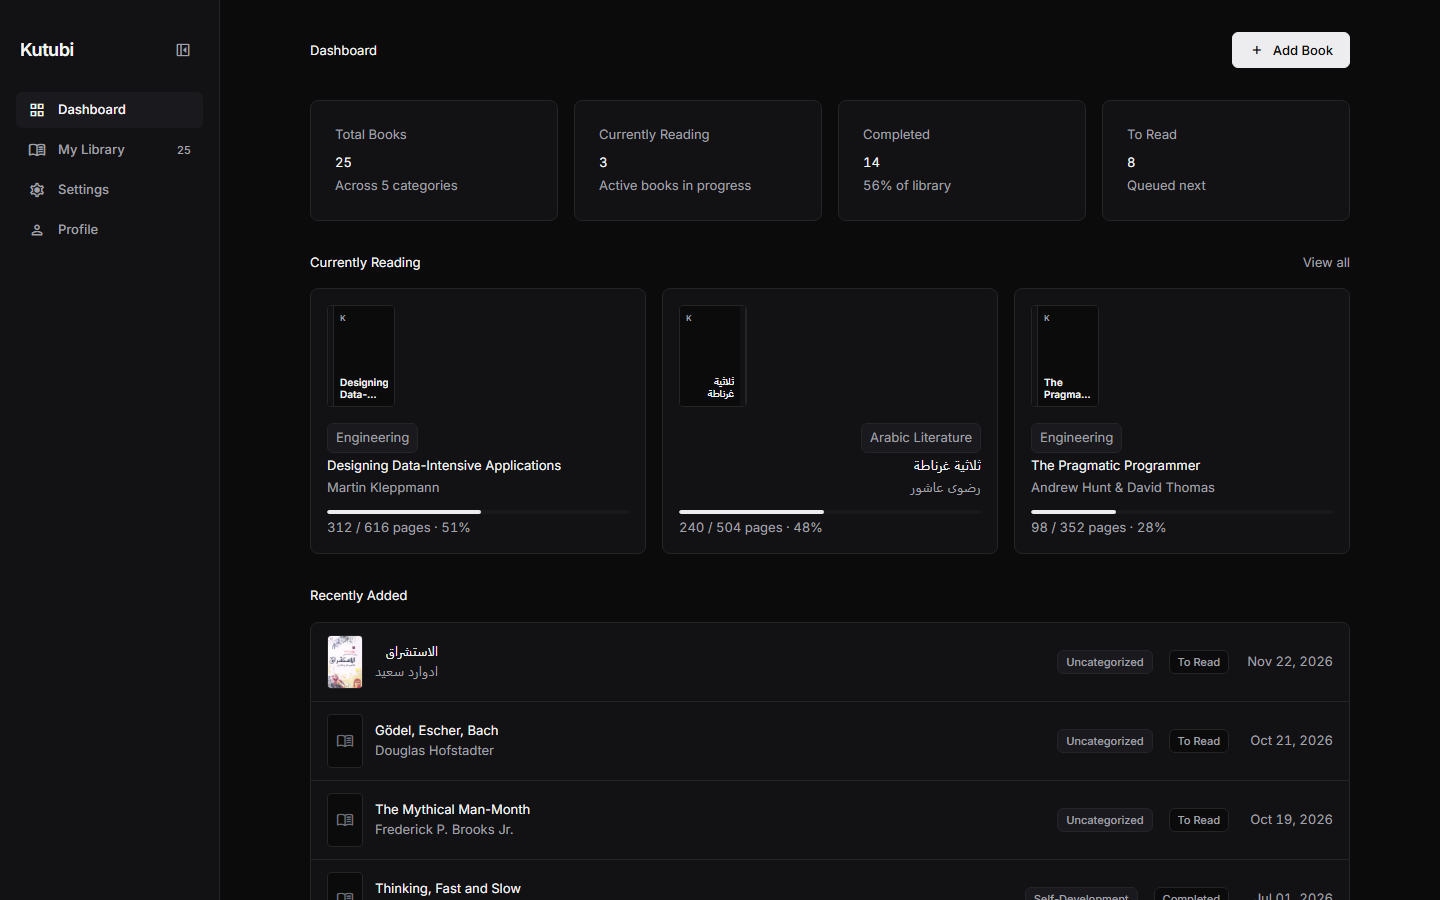 Kutubi
Dashboard
My Library 25
Settings
Profile
Dashboard
+ Add Book
Total Books
25
Across 5 categories
Currently Reading
3
Active books in progress
Completed
14
56% of library
To Read
8
Queued next
Currently Reading
View all
K
Designing
Data-...
Engineering
Designing Data-Intensive Applications
Martin Kleppmann
312 / 616 pages · 51%
K
ثلاثية
غرناطة
Arabic Literature
ثلاثية غرناطة
رضوى عاشور
240 / 504 pages · 48%
K
The
Pragma...
Engineering
The Pragmatic Programmer
Andrew Hunt & David Thomas
98 / 352 pages · 28%
Recently Added
الاستشراق
الاستشراق
ادوارد سعيد
Uncategorized To Read Nov 22, 2026
Gödel, Escher, Bach
Douglas Hofstadter
Uncategorized To Read Oct 21, 2026
The Mythical Man-Month
Frederick P. Brooks Jr.
Uncategorized To Read Oct 19, 2026
Thinking, Fast and Slow
Self-Development Completed Jul 01, 2026